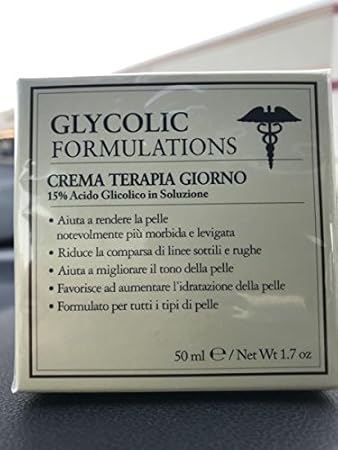 GLYCOLIC
FORMULATIONS
CREMA TERAPIA GIORNO
15% Acido Glicolico in Soluzione
• Aiuta a rendere la pelle
notevolmente più morbida e levigata
• Riduce la comparsa di linee sottili e rughe
• Aiuta a migliorare il tono della pelle
• Favorisce ad aumentare l'idratazione della pelle
• Formulato per tutti i tipi di pelle
50 ml ℮ / Net Wt 1.7 oz